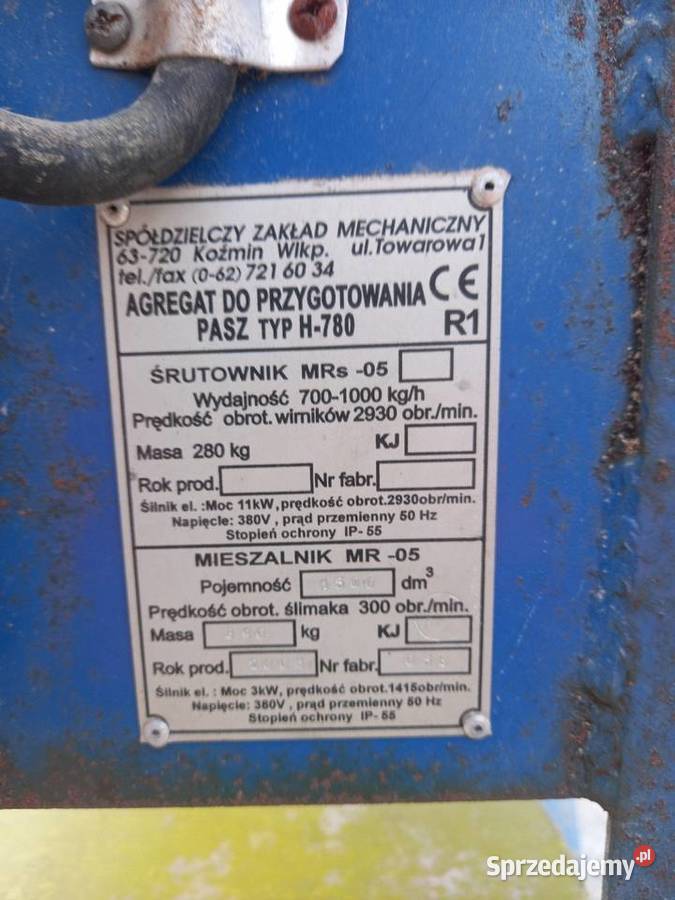 SPÓŁDZIELCZY ZAKŁAD MECHANICZNY
63-720 Koźmin Wlkp. ul.Towarowa 1
tel./fax (0-62) 721 60 34
AGREGAT DO PRZYGOTOWANIA CE
PASZ TYP H-780 R1
ŚRUTOWNIK MRs -05
Wydajność 700-1000 kg/h
Prędkość obrot. wirników 2930 obr./min.
Masa 280 kg KJ
Rok prod. Nr fabr.
Silnik el. :Moc 11kW, prędkość obrot.2930obr/min.
Napięcie: 380V , prąd przemienny 50 Hz
Stopień ochrony IP- 55
MIESZALNIK MR -05
Pojemność dm³
Prędkość obrot. ślimaka 300 obr./min.
Masa kg KJ
Rok prod. Nr fabr.
Silnik el. : Moc 3kW, prędkość obrot.1415obr/min.
Napięcie: 380V , prąd przemienny 50 Hz
Stopień ochrony IP- 55
Sprzedajemy.pl